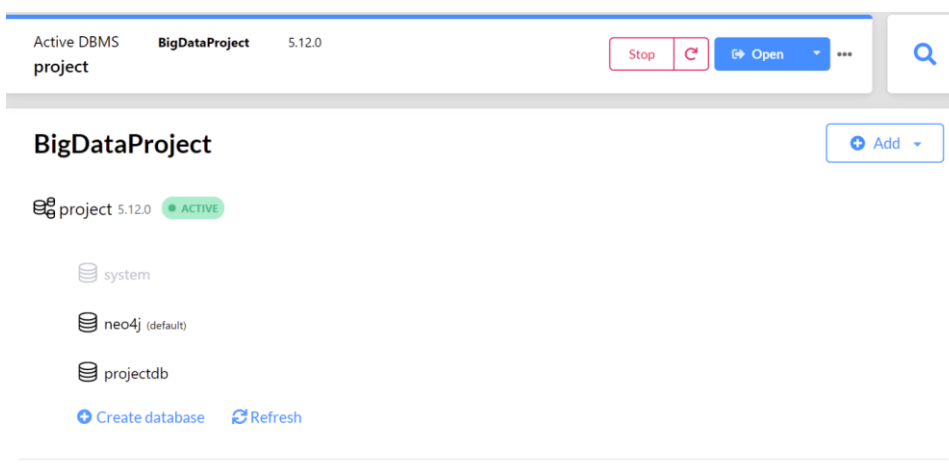 Active DBMS BigDataProject 5.12.0
project
Stop Open
BigDataProject
Add
project 5.12.0 ACTIVE
system
neo4j (default)
projectdb
Create database Refresh